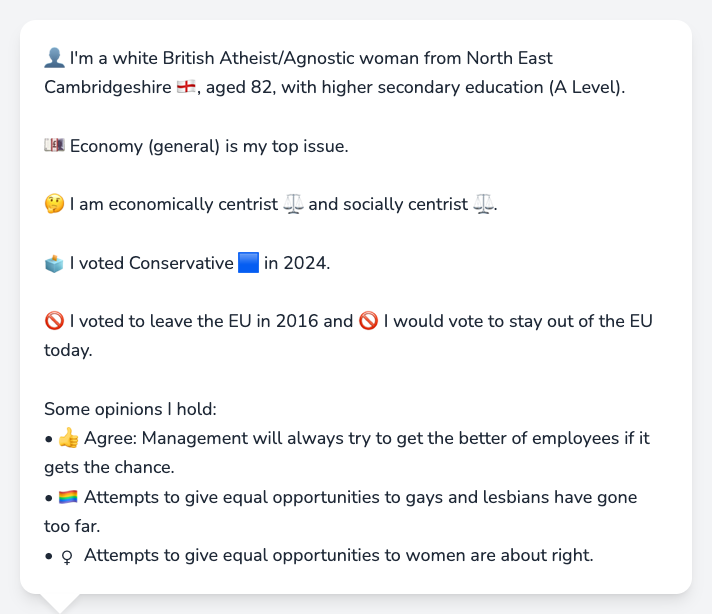 👤 I'm a white British Atheist/Agnostic woman from North East
Cambridgeshire 🏴󠁧󠁢󠁥󠁮󠁧󠁿, aged 82, with higher secondary education (A Level).
💷 Economy (general) is my top issue.
🤔 I am economically centrist ⚖️ and socially centrist ⚖️.
🗳️ I voted Conservative 🟦 in 2024.
🚫 I voted to leave the EU in 2016 and 🚫 I would vote to stay out of the EU
today.
Some opinions I hold:
• 👍 Agree: Management will always try to get the better of employees if it
gets the chance.
• 🏳️‍🌈 Attempts to give equal opportunities to gays and lesbians have gone
too far.
• ♀ Attempts to give equal opportunities to women are about right.